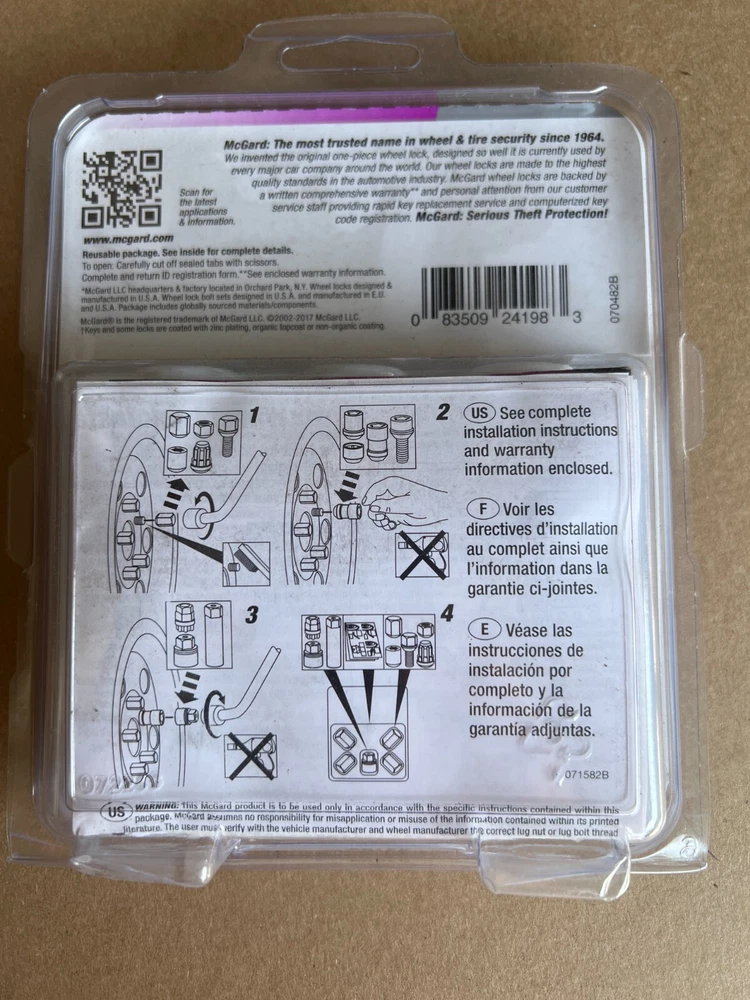 McGard: The most trusted name in wheel & tire security since 1964.
We invented the original one-piece wheel lock, designed so well it is currently used by
every major car company around the world. Our wheel locks are made to the highest
quality standards in the automotive industry. McGard wheel locks are backed by
a written comprehensive warranty** and personal attention from our customer
service staff providing rapid key replacement service and computerized key
code registration. McGard: Serious Theft Protection!
Scan for
the latest
applications
& information.
www.mcgard.com
Reusable package. See inside for complete details.
To open: Carefully cut off sealed tabs with scissors.
Complete and return ID registration form. **See enclosed warranty information.
*McGard LLC headquarters & factory located in Orchard Park, N.Y. Wheel locks designed &
manufactured in U.S.A. Wheel lock bolt sets designed in U.S.A. and manufactured in E.U.
and U.S.A. Package includes globally sourced materials/components.
McGard® is the registered trademark of McGard LLC. ©2002-2017 McGard LLC.
†Keys and some locks are coated with zinc plating, organic topcoat or non-organic coating.
0 83509 24198 3
070482B
1
2
3
4
US See complete
installation instructions
and warranty
information enclosed.
F Voir les
directives d'installation
au complet ainsi que
l'information dans la
garantie ci-jointes.
E Véase las
instrucciones de
instalación por
completo y la
información de la
garantía adjuntas.
071582B
US WARNING: This McGard product is to be used only in accordance with the specific instructions contained within this
package. McGard assumes no responsibility for misapplication or misuse of the information contained within its printed
literature. The user must verify with the vehicle manufacturer and wheel manufacturer the correct lug nut or lug bolt thread